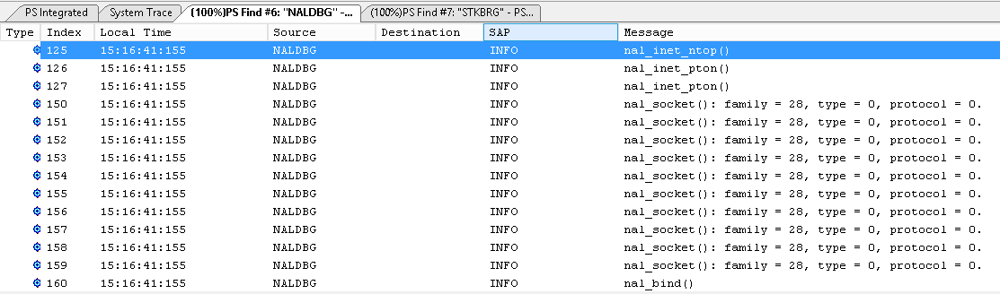 PS Integrated System Trace (100%)PS Find #6: "NALDBG" -... (100%)PS Find #7: "STKBRG" - PS...
Type Index Local Time Source Destination SAP Message
125 15:16:41:155 NALDBG INFO nal_inet_ntop()
126 15:16:41:155 NALDBG INFO nal_inet_pton()
127 15:16:41:155 NALDBG INFO nal_inet_pton()
150 15:16:41:155 NALDBG INFO nal_socket(): family = 28, type = 0, protocol = 0.
151 15:16:41:155 NALDBG INFO nal_socket(): family = 28, type = 0, protocol = 0.
152 15:16:41:155 NALDBG INFO nal_socket(): family = 28, type = 0, protocol = 0.
153 15:16:41:155 NALDBG INFO nal_socket(): family = 28, type = 0, protocol = 0.
154 15:16:41:155 NALDBG INFO nal_socket(): family = 28, type = 0, protocol = 0.
155 15:16:41:155 NALDBG INFO nal_socket(): family = 28, type = 0, protocol = 0.
156 15:16:41:155 NALDBG INFO nal_socket(): family = 28, type = 0, protocol = 0.
157 15:16:41:155 NALDBG INFO nal_socket(): family = 28, type = 0, protocol = 0.
158 15:16:41:155 NALDBG INFO nal_socket(): family = 28, type = 0, protocol = 0.
159 15:16:41:155 NALDBG INFO nal_socket(): family = 28, type = 0, protocol = 0.
160 15:16:41:155 NALDBG INFO nal_bind()